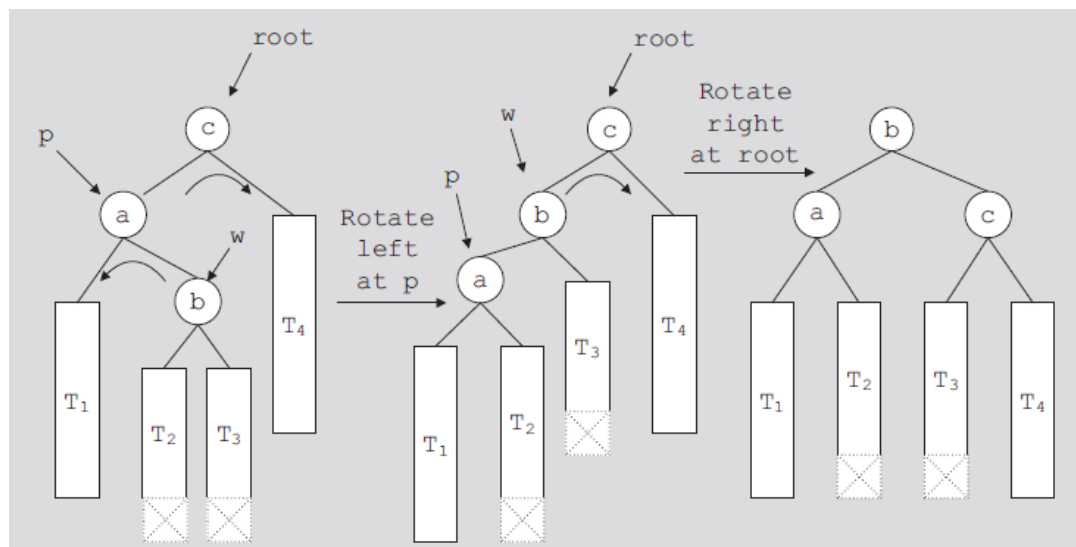 root
c
p
a
w
b
T₁
T₂
T₃
T₄
Rotate
left
at p
root
w
c
p
b
a
T₃
T₄
T₁
T₂
Rotate
right
at root
b
a
c
T₁
T₂
T₃
T₄